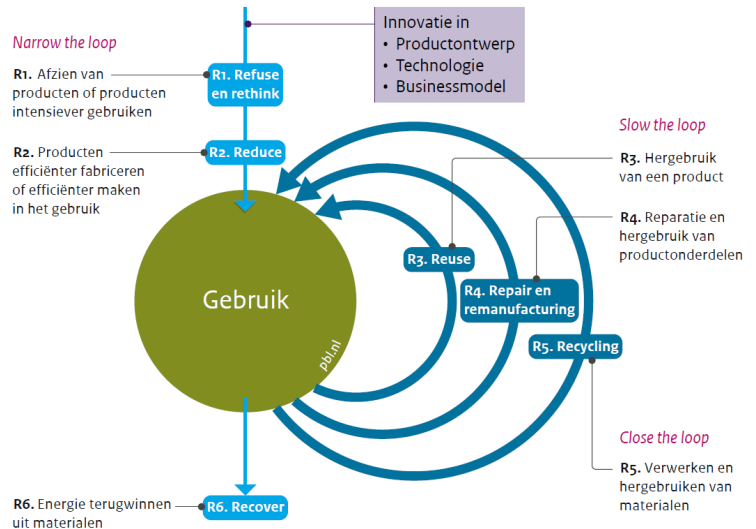 Innovatie in
• Productontwerp
• Technologie
• Businessmodel
Narrow the loop
R1. Afzien van
producten of producten
intensiever gebruiken
R1. Refuse
en rethink
R2. Producten
efficiënter fabriceren
of efficiënter maken
in het gebruik
R2. Reduce
Slow the loop
R3. Hergebruik
van een product
R4. Reparatie en
hergebruik van
productonderdelen
R3. Reuse
R4. Repair en
remanufacturing
R5. Recycling
Gebruik
pbl.nl
Close the loop
R5. Verwerken en
hergebruiken van
materialen
R6. Energie terugwinnen
uit materialen
R6. Recover